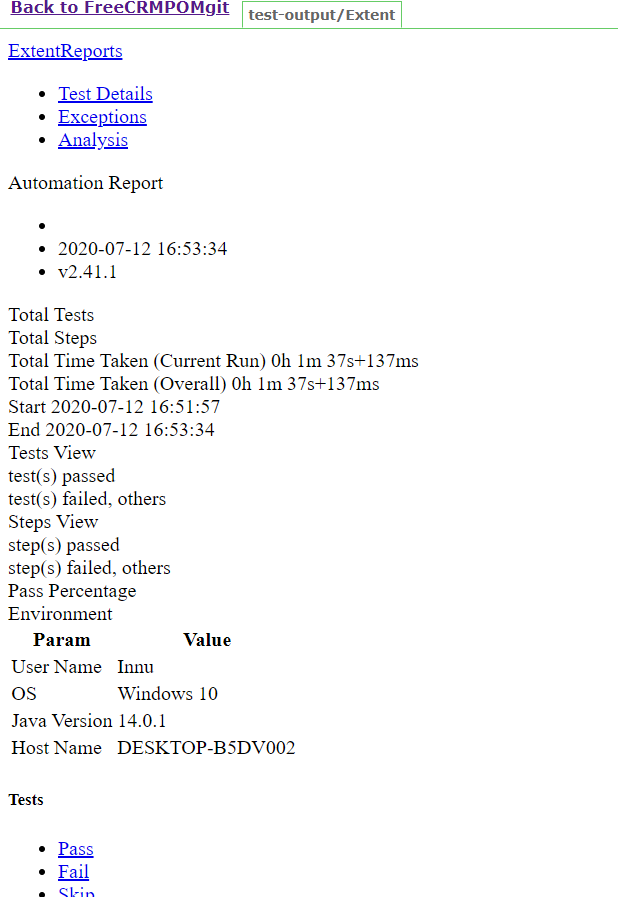 Back to FreeCRMPOMgit
test-output/Extent
ExtentReports
Test Details
Exceptions
Analysis
Automation Report
2020-07-12 16:53:34
v2.41.1
Total Tests
Total Steps
Total Time Taken (Current Run) 0h 1m 37s+137ms
Total Time Taken (Overall) 0h 1m 37s+137ms
Start 2020-07-12 16:51:57
End 2020-07-12 16:53:34
Tests View
test(s) passed
test(s) failed, others
Steps View
step(s) passed
step(s) failed, others
Pass Percentage
Environment
Param Value
User Name Innu
OS Windows 10
Java Version 14.0.1
Host Name DESKTOP-B5DV002
Tests
Pass
Fail
Skip